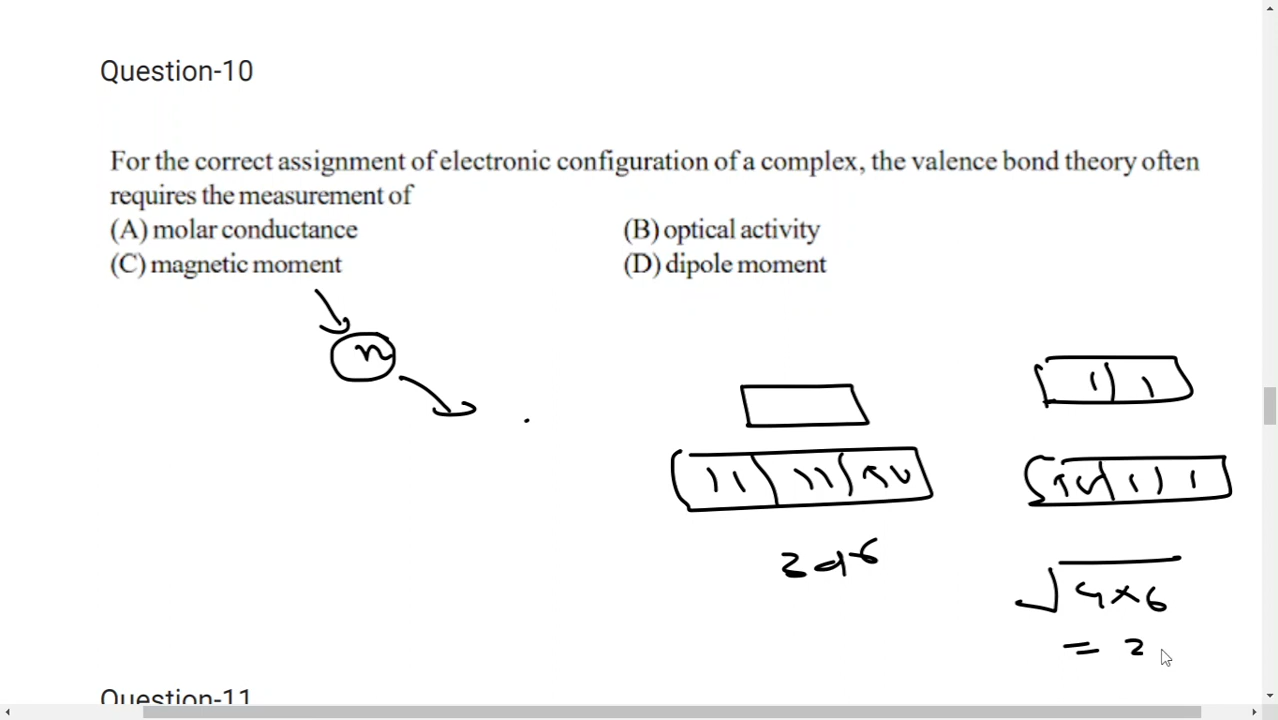 Question-10
For the correct assignment of electronic configuration of a complex, the valence bond theory often
requires the measurement of
(A) molar conductance (B) optical activity
(C) magnetic moment (D) dipole moment
n
3d6
√4×6
= 2
Question-11